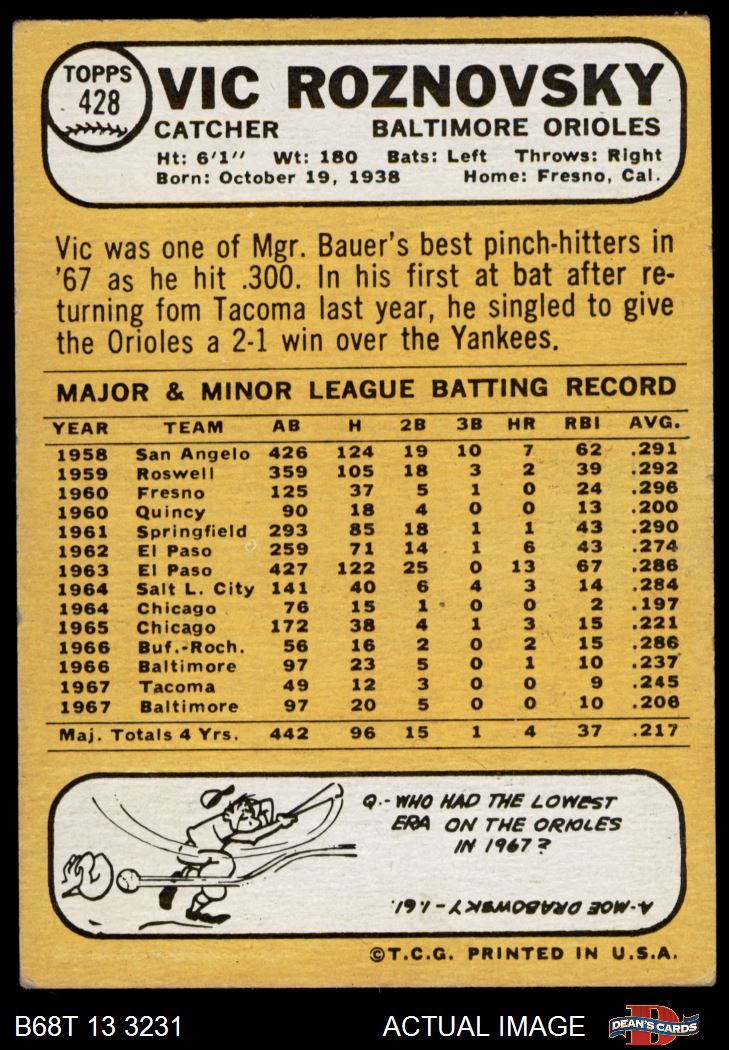 TOPPS
428
VIC ROZNOVSKY
CATCHER BALTIMORE ORIOLES
Ht: 6'1" Wt: 180 Bats: Left Throws: Right
Born: October 19, 1938 Home: Fresno, Cal.
Vic was one of Mgr. Bauer's best pinch-hitters in
'67 as he hit .300. In his first at bat after re-
turning fom Tacoma last year, he singled to give
the Orioles a 2-1 win over the Yankees.
MAJOR & MINOR LEAGUE BATTING RECORD
YEAR TEAM AB H 2B 3B HR RBI AVG.
1958 San Angelo 426 124 19 10 7 62 .291
1959 Roswell 359 105 18 3 2 39 .292
1960 Fresno 125 37 5 1 0 24 .296
1960 Quincy 90 18 4 0 0 13 .200
1961 Springfield 293 85 18 1 1 43 .290
1962 El Paso 259 71 14 1 6 43 .274
1963 El Paso 427 122 25 0 13 67 .286
1964 Salt L. City 141 40 6 4 3 14 .284
1964 Chicago 76 15 1 0 0 2 .197
1965 Chicago 172 38 4 1 3 15 .221
1966 Buf.-Roch. 56 16 2 0 2 15 .286
1966 Baltimore 97 23 5 0 1 10 .237
1967 Tacoma 49 12 3 0 0 9 .245
1967 Baltimore 97 20 5 0 0 10 .206
Maj. Totals 4 Yrs. 442 96 15 1 4 37 .217
Q.- WHO HAD THE LOWEST
ERA ON THE ORIOLES
IN 1967?
A- MOE DRABOWSKY - 1.61.
©T.C.G. PRINTED IN U.S.A.
B68T 13 3231 ACTUAL IMAGE
D
DEAN'S CARDS